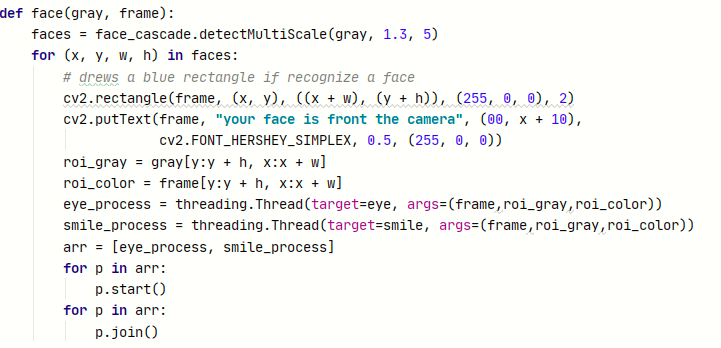 def face(gray, frame):
    faces = face_cascade.detectMultiScale(gray, 1.3, 5)
    for (x, y, w, h) in faces:
        # drews a blue rectangle if recognize a face
        cv2.rectangle(frame, (x, y), ((x + w), (y + h)), (255, 0, 0), 2)
        cv2.putText(frame, "your face is front the camera", (00, x + 10),
                    cv2.FONT_HERSHEY_SIMPLEX, 0.5, (255, 0, 0))
        roi_gray = gray[y:y + h, x:x + w]
        roi_color = frame[y:y + h, x:x + w]
        eye_process = threading.Thread(target=eye, args=(frame,roi_gray,roi_color))
        smile_process = threading.Thread(target=smile, args=(frame,roi_gray,roi_color))
        arr = [eye_process, smile_process]
        for p in arr:
            p.start()
        for p in arr:
            p.join()